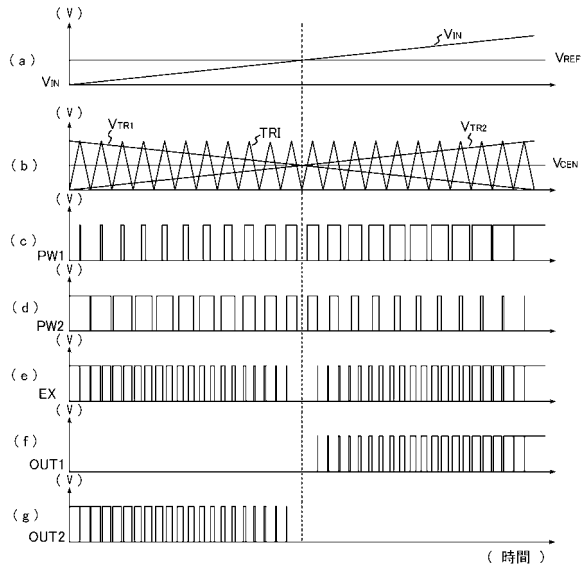 ( V )
VIN
( a )
VREF
VIN
( V )
VTR1
TRI
VTR2
( b )
VCEN
( V )
( c )
PW1
( V )
( d )
PW2
( V )
( e )
EX
( V )
( f )
OUT1
( V )
( g )
OUT2
( 時間 )